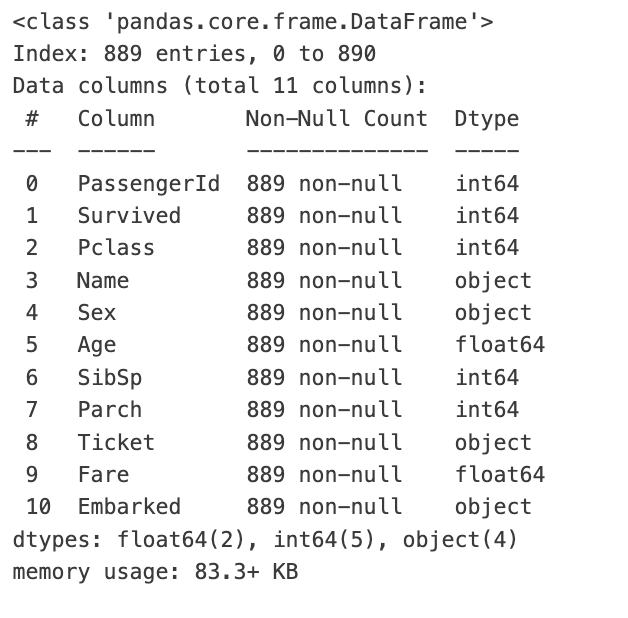 <class 'pandas.core.frame.DataFrame'>
Index: 889 entries, 0 to 890
Data columns (total 11 columns):
 #   Column       Non-Null Count  Dtype
---  ------       --------------  -----
 0   PassengerId  889 non-null    int64
 1   Survived     889 non-null    int64
 2   Pclass       889 non-null    int64
 3   Name         889 non-null    object
 4   Sex          889 non-null    object
 5   Age          889 non-null    float64
 6   SibSp        889 non-null    int64
 7   Parch        889 non-null    int64
 8   Ticket       889 non-null    object
 9   Fare         889 non-null    float64
 10  Embarked     889 non-null    object
dtypes: float64(2), int64(5), object(4)
memory usage: 83.3+ KB